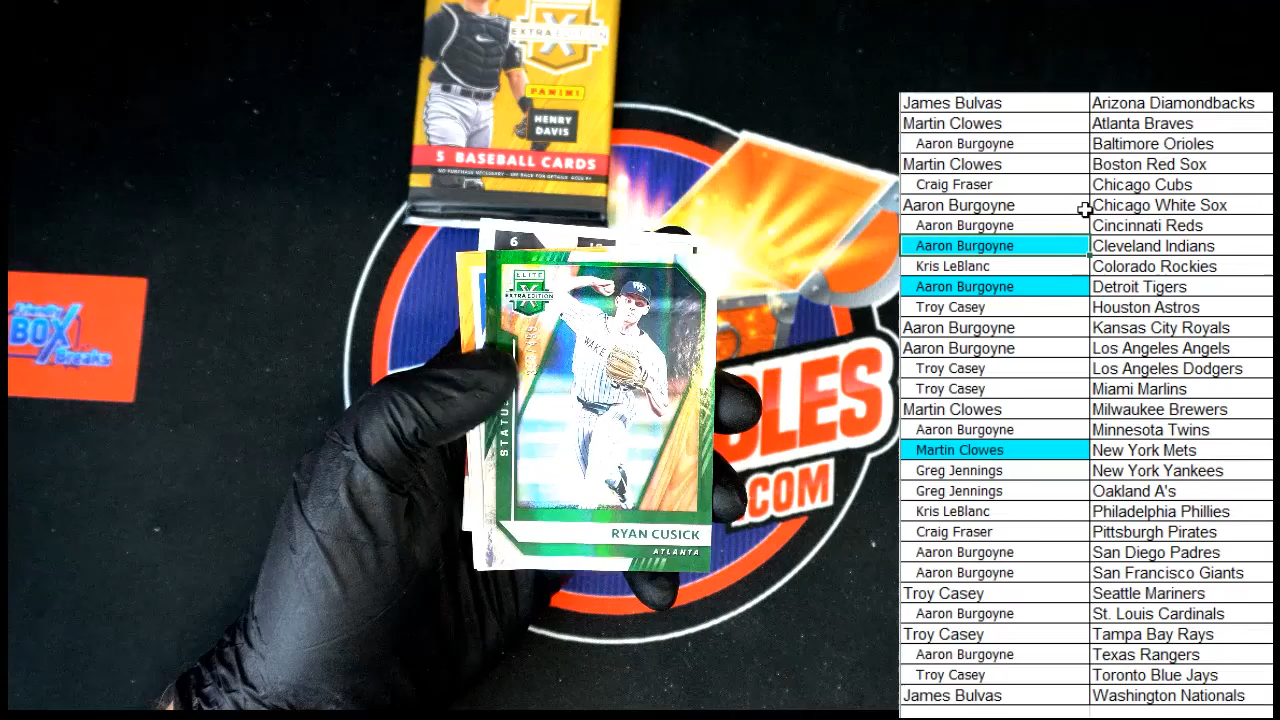 EXTRA EDITION
X
PANINI
HENRY
DAVIS
5 BASEBALL CARDS
BOX
Breaks
6
ELITE
X
EXTRA EDITION
WF
WAKE
STATUS
RYAN CUSICK
ATLANTA
.COM
James Bulvas Arizona Diamondbacks
Martin Clowes Atlanta Braves
Aaron Burgoyne Baltimore Orioles
Martin Clowes Boston Red Sox
Craig Fraser Chicago Cubs
Aaron Burgoyne Chicago White Sox
Aaron Burgoyne Cincinnati Reds
Aaron Burgoyne Cleveland Indians
Kris LeBlanc Colorado Rockies
Aaron Burgoyne Detroit Tigers
Troy Casey Houston Astros
Aaron Burgoyne Kansas City Royals
Aaron Burgoyne Los Angeles Angels
Troy Casey Los Angeles Dodgers
Troy Casey Miami Marlins
Martin Clowes Milwaukee Brewers
Aaron Burgoyne Minnesota Twins
Martin Clowes New York Mets
Greg Jennings New York Yankees
Greg Jennings Oakland A's
Kris LeBlanc Philadelphia Phillies
Craig Fraser Pittsburgh Pirates
Aaron Burgoyne San Diego Padres
Aaron Burgoyne San Francisco Giants
Troy Casey Seattle Mariners
Aaron Burgoyne St. Louis Cardinals
Troy Casey Tampa Bay Rays
Aaron Burgoyne Texas Rangers
Troy Casey Toronto Blue Jays
James Bulvas Washington Nationals